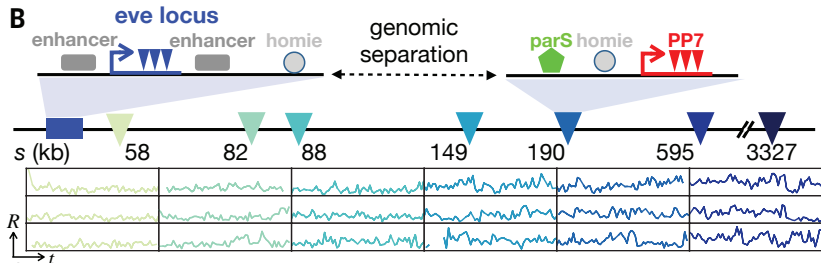 B
eve locus
enhancer
enhancer
homie
genomic
separation
parS
homie
PP7
s (kb)
58
82
88
149
190
595
3327
R
t